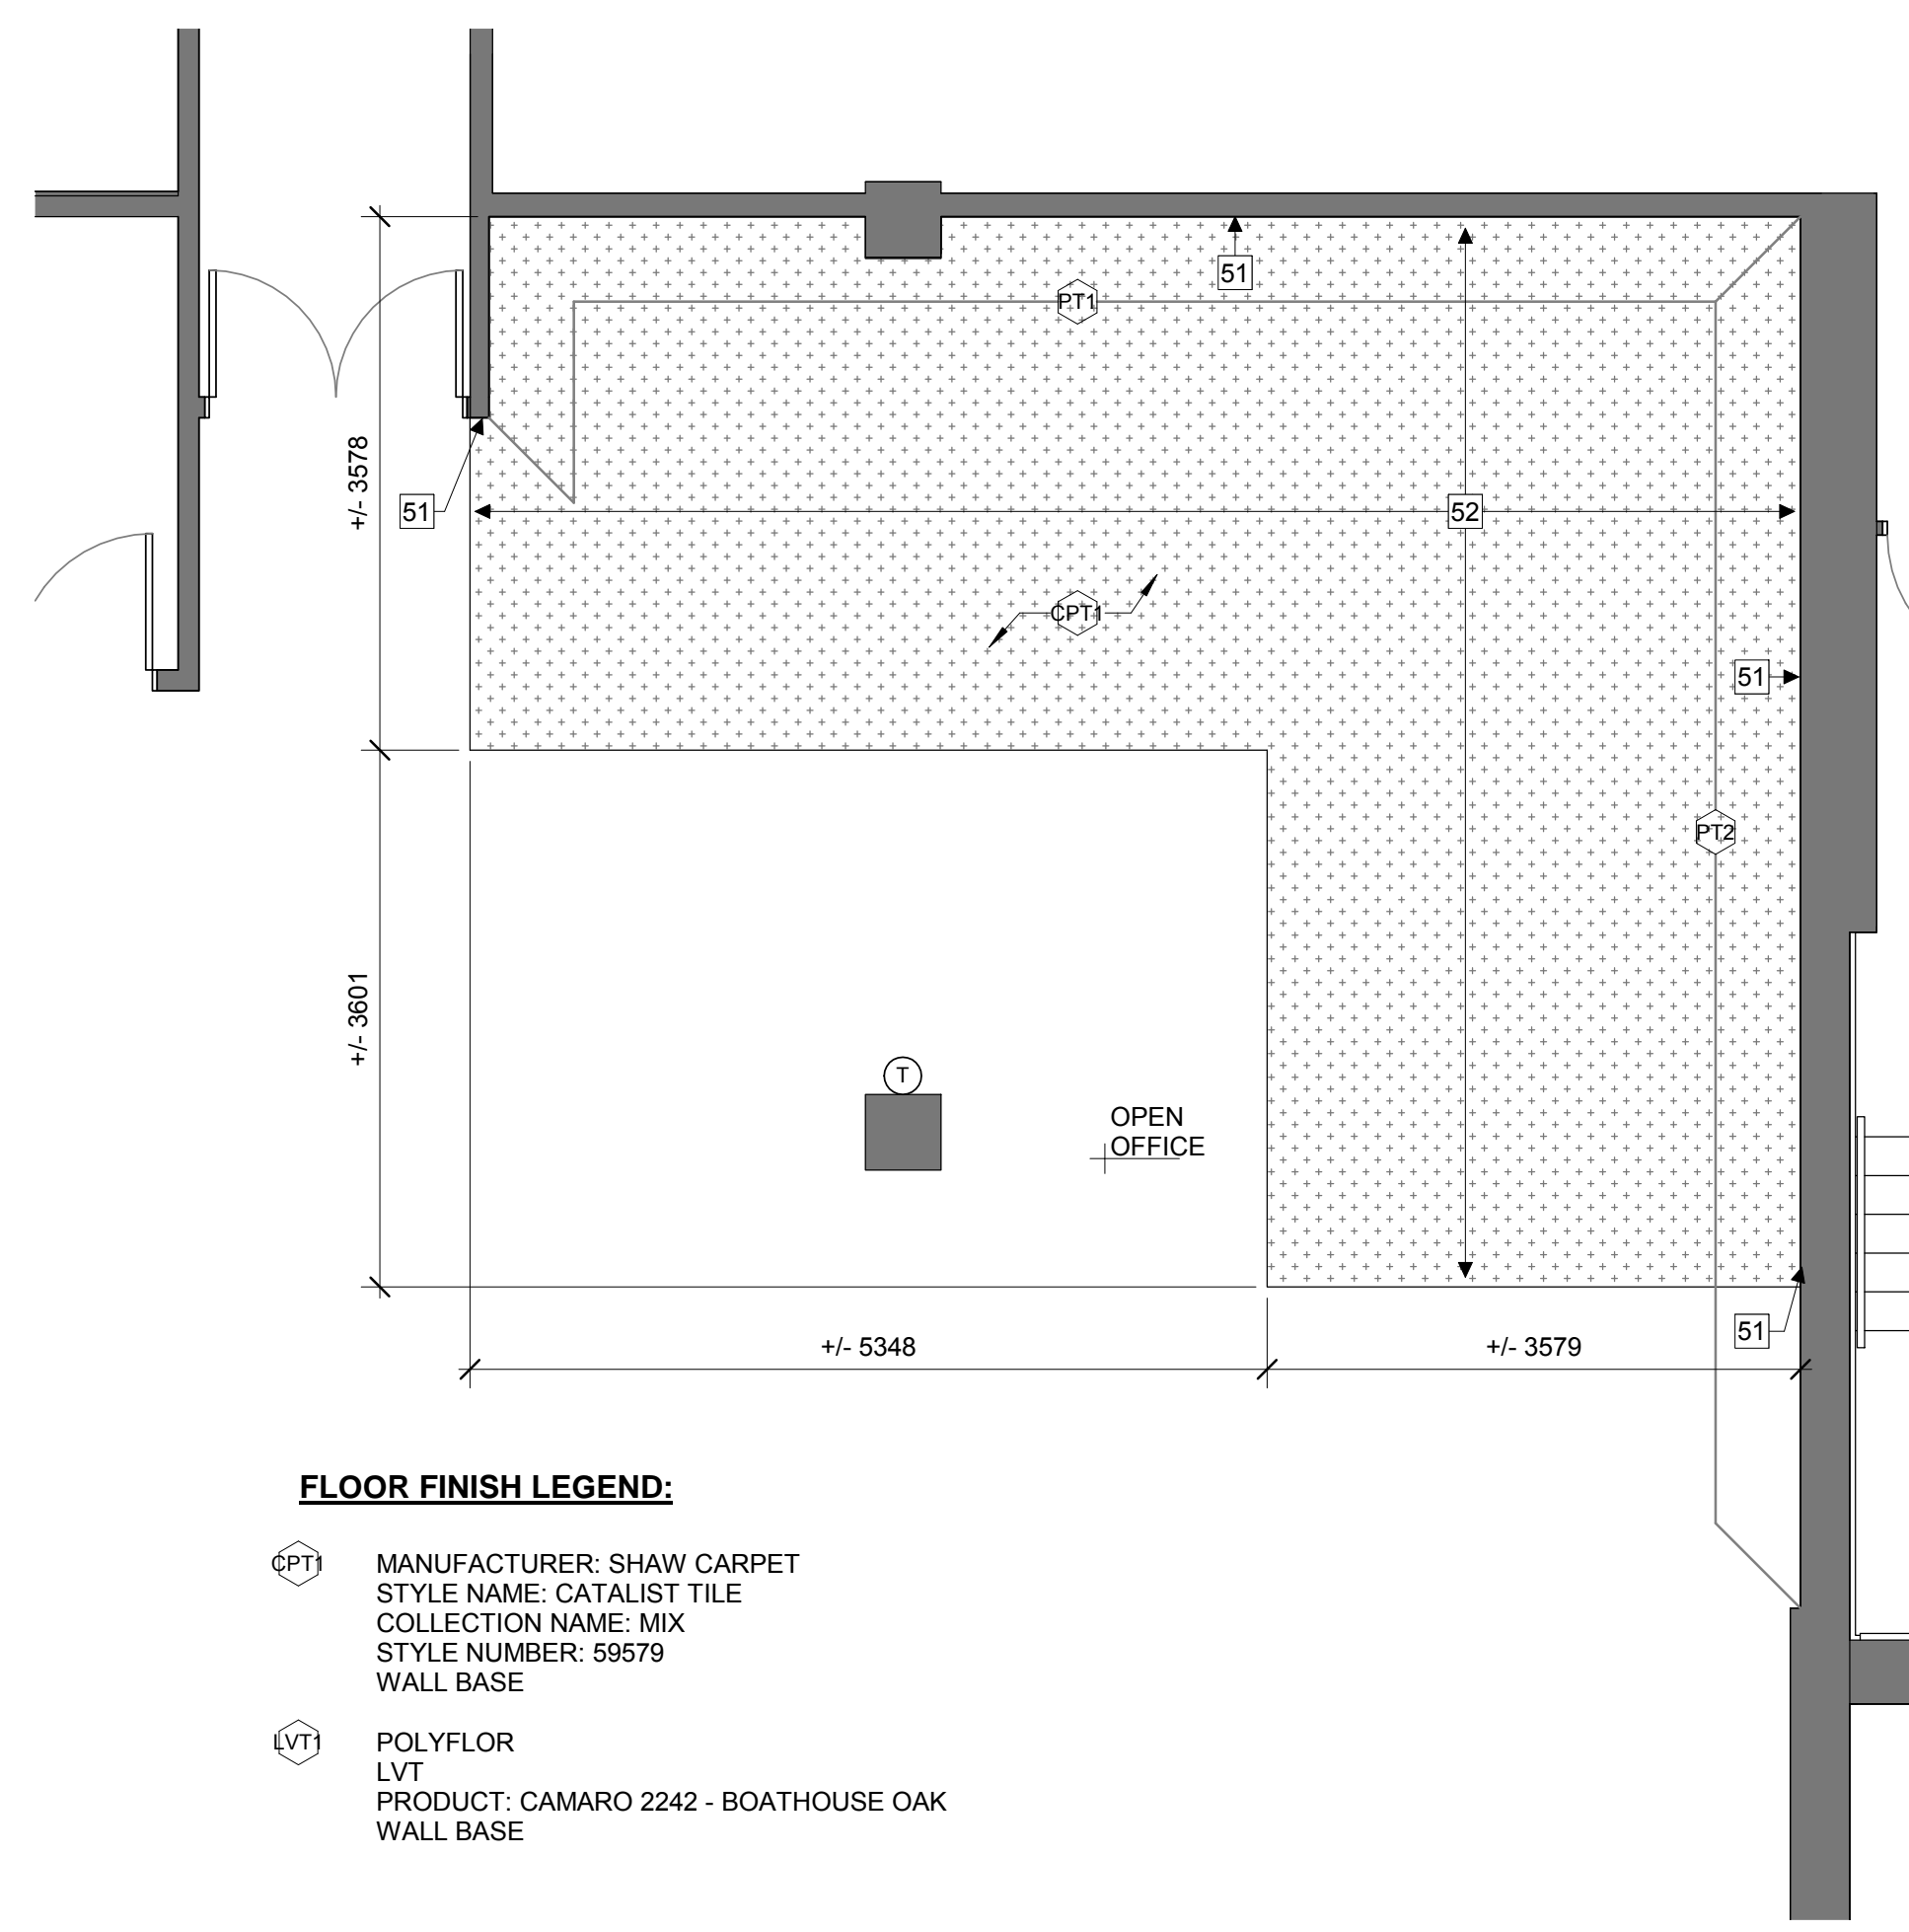 51
PT1
+/- 3578
51
52
CPT1
51
PT2
+/- 3601
T
OPEN
OFFICE
51
+/- 5348
+/- 3579
FLOOR FINISH LEGEND:
CPT1
MANUFACTURER: SHAW CARPET
STYLE NAME: CATALIST TILE
COLLECTION NAME: MIX
STYLE NUMBER: 59579
WALL BASE
LVT1
POLYFLOR
LVT
PRODUCT: CAMARO 2242 - BOATHOUSE OAK
WALL BASE